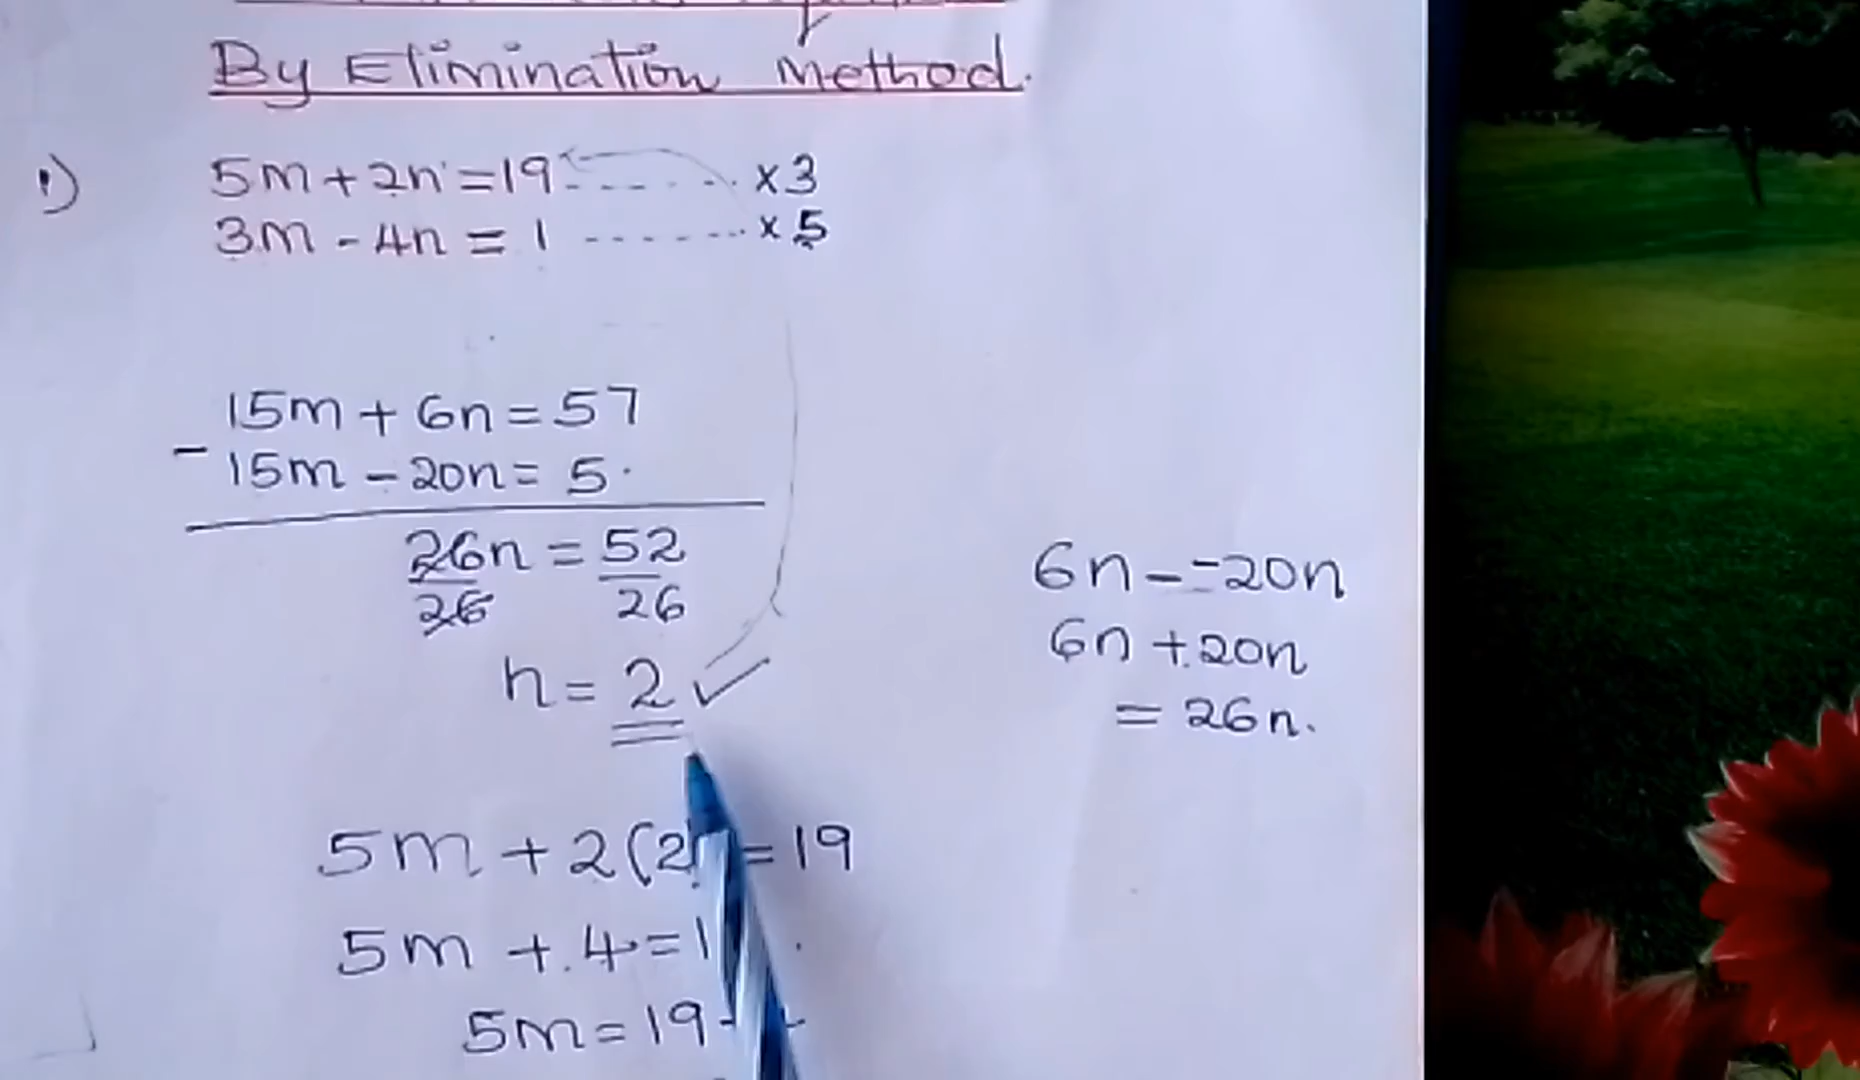 By Elimination Method.
1) 5m + 2n = 19 ------- x 3
3m - 4n = 1 ------- x 5
15m + 6n = 57
- 15m - 20n = 5
26n = 52
26 26
n = 2 ✓
5m + 2(2 = 19
5m + 4 = 1
5m = 19 -
6n - -20n
6n + 20n
= 26n.